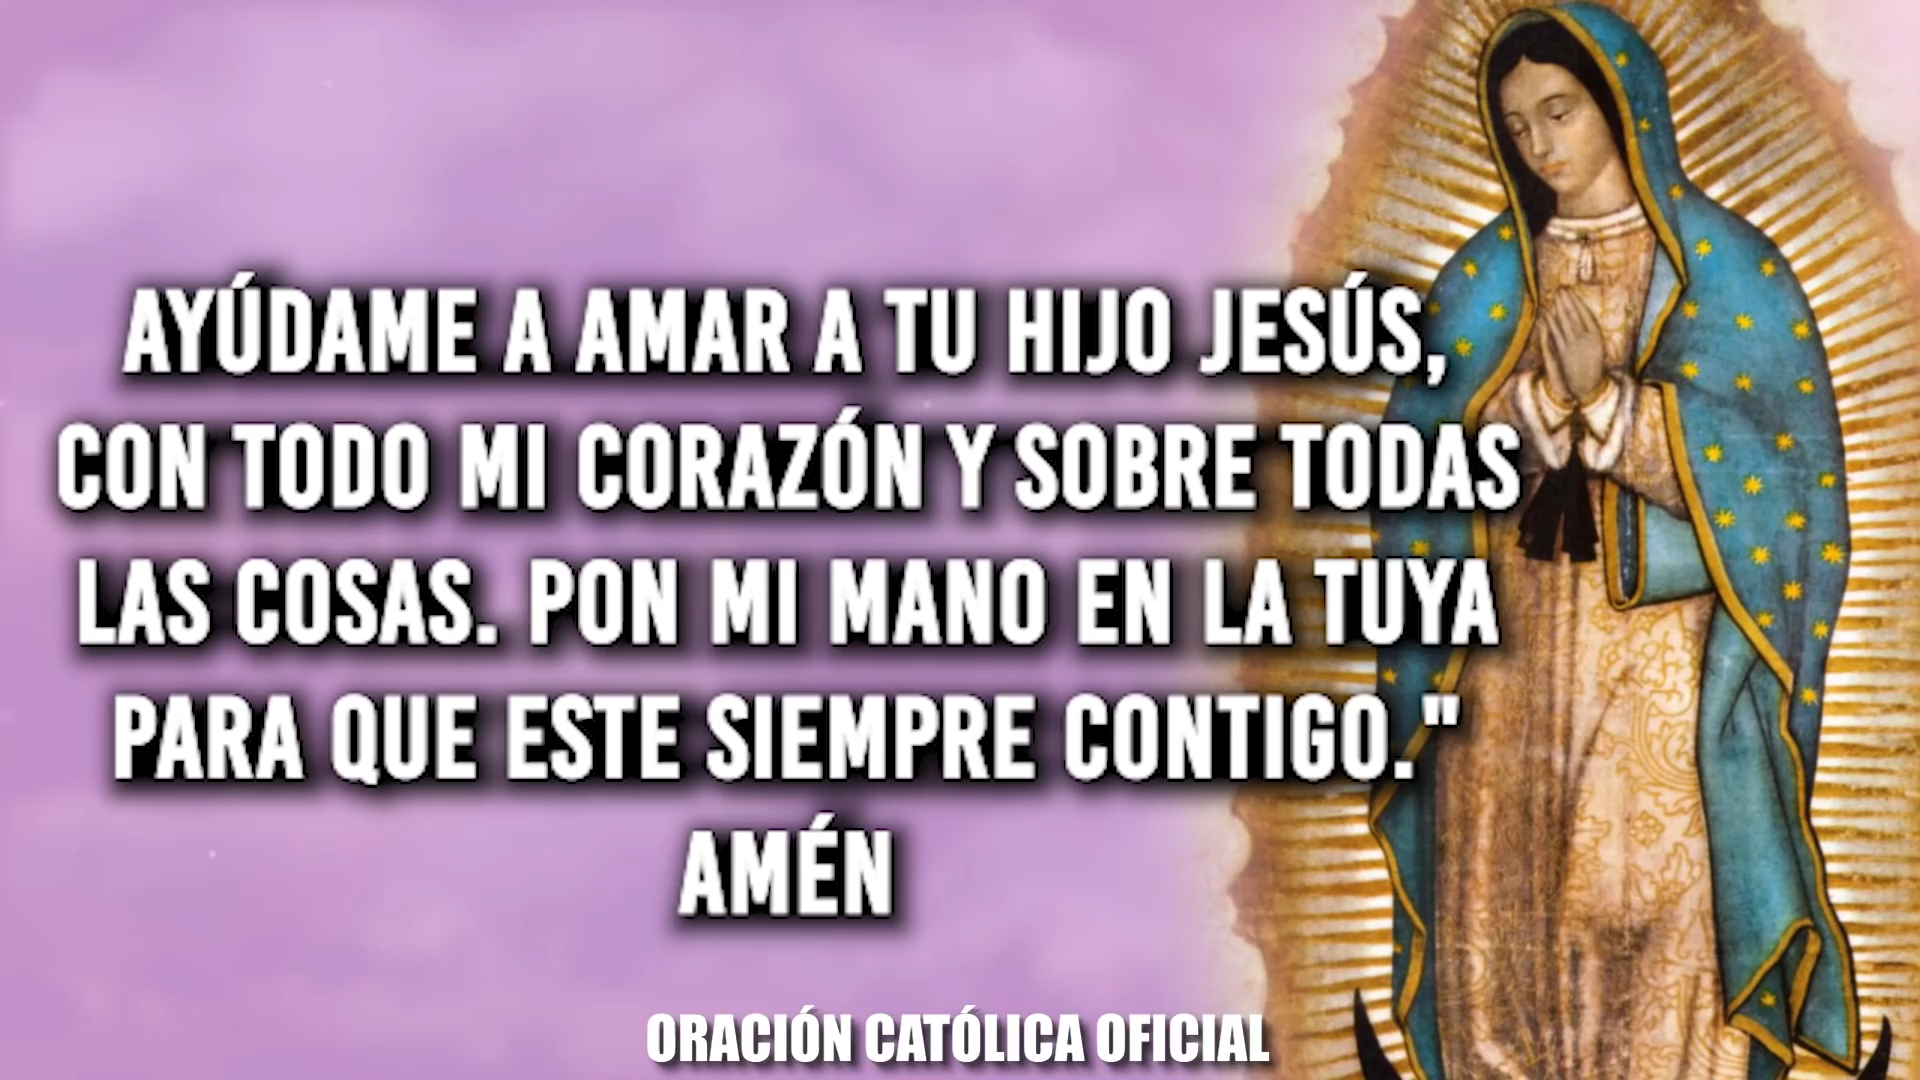 AYÚDAME A AMAR A TU HIJO JESÚS,
CON TODO MI CORAZÓN Y SOBRE TODAS
LAS COSAS. PON MI MANO EN LA TUYA
PARA QUE ESTE SIEMPRE CONTIGO."
AMÉN
ORACIÓN CATÓLICA OFICIAL